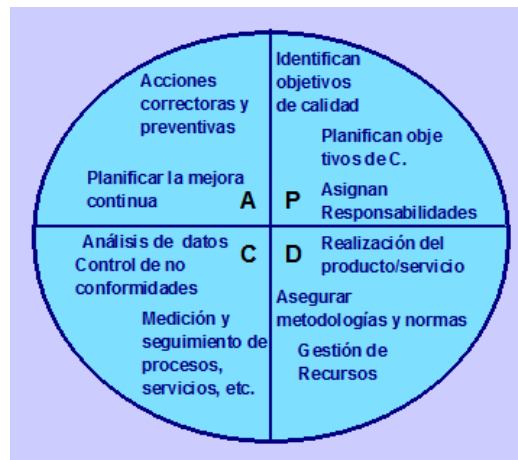 Acciones
correctoras y
preventivas
Planificar la mejora
continua
A
Identifican
objetivos
de calidad
Planifican obje
tivos de C.
P
Asignan
Responsabilidades
Análisis de datos
Control de no
conformidades
C
Medición y
seguimiento de
procesos,
servicios, etc.
D
Realización del
producto/servicio
Asegurar
metodologías y normas
Gestión de
Recursos